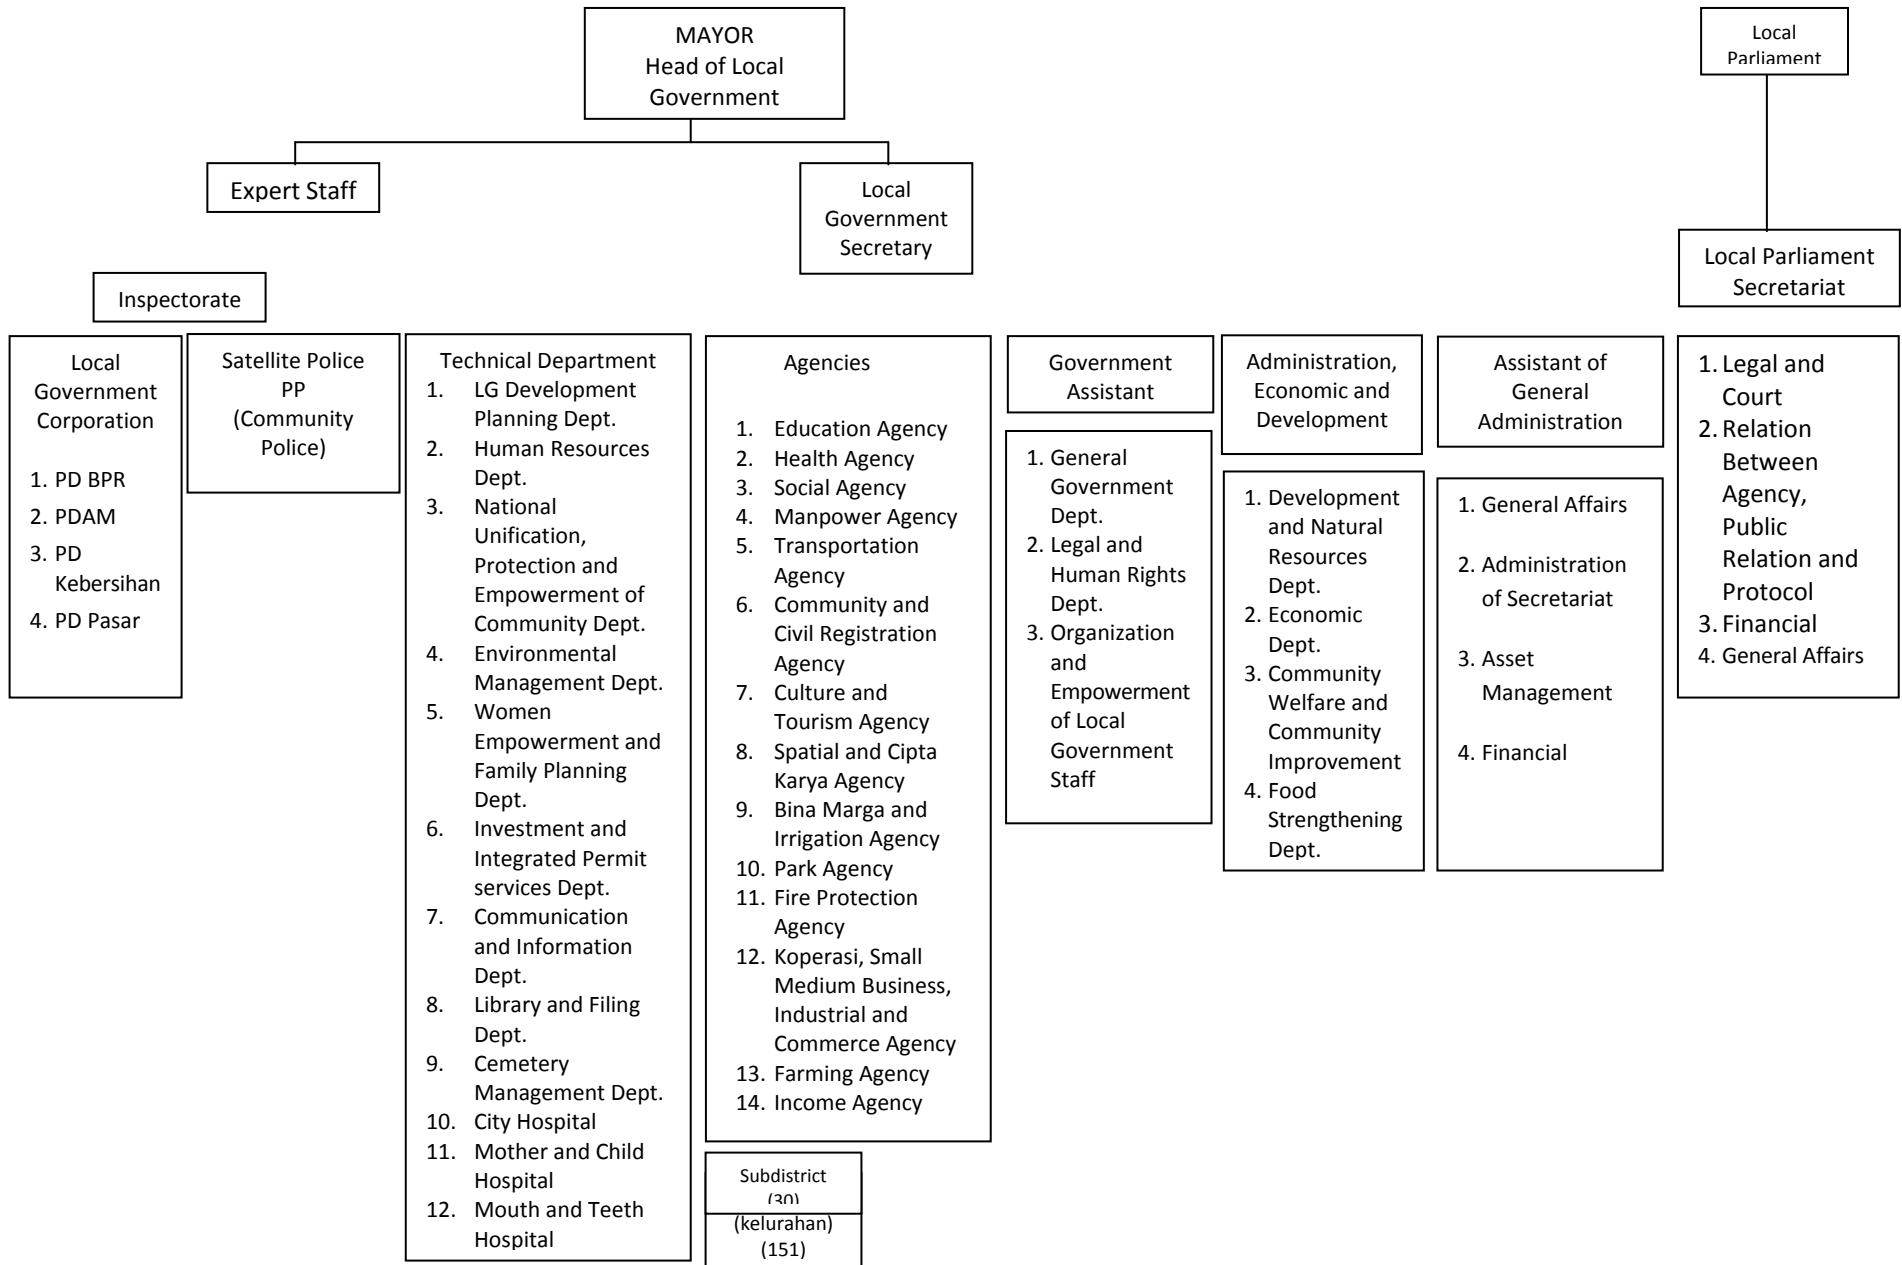 MAYOR
Head of Local
Government
Local
Parliament
Expert Staff
Local
Government
Secretary
Local Parliament
Secretariat
Inspectorate
Local
Government
Corporation
1. PD BPR
2. PDAM
3. PD
Kebersihan
4. PD Pasar
Satellite Police
PP
(Community
Police)
Technical Department
1. LG Development
Planning Dept.
2. Human Resources
Dept.
3. National
Unification,
Protection and
Empowerment of
Community Dept.
4. Environmental
Management Dept.
5. Women
Empowerment and
Family Planning
Dept.
6. Investment and
Integrated Permit
services Dept.
7. Communication
and Information
Dept.
8. Library and Filing
Dept.
9. Cemetery
Management Dept.
10. City Hospital
11. Mother and Child
Hospital
12. Mouth and Teeth
Hospital
Agencies
1. Education Agency
2. Health Agency
3. Social Agency
4. Manpower Agency
5. Transportation
Agency
6. Community and
Civil Registration
Agency
7. Culture and
Tourism Agency
8. Spatial and Cipta
Karya Agency
9. Bina Marga and
Irrigation Agency
10. Park Agency
11. Fire Protection
Agency
12. Koperasi, Small
Medium Business,
Industrial and
Commerce Agency
13. Farming Agency
14. Income Agency
Subdistrict
(30)
(kelurahan)
(151)
Government
Assistant
1. General
Government
Dept.
2. Legal and
Human Rights
Dept.
3. Organization
and
Empowerment
of Local
Government
Staff
Administration,
Economic and
Development
1. Development
and Natural
Resources
Dept.
2. Economic
Dept.
3. Community
Welfare and
Community
Improvement
4. Food
Strengthening
Dept.
Assistant of
General
Administration
1. General Affairs
2. Administration
of Secretariat
3. Asset
Management
4. Financial
1. Legal and
Court
2. Relation
Between
Agency,
Public
Relation and
Protocol
3. Financial
4. General Affairs